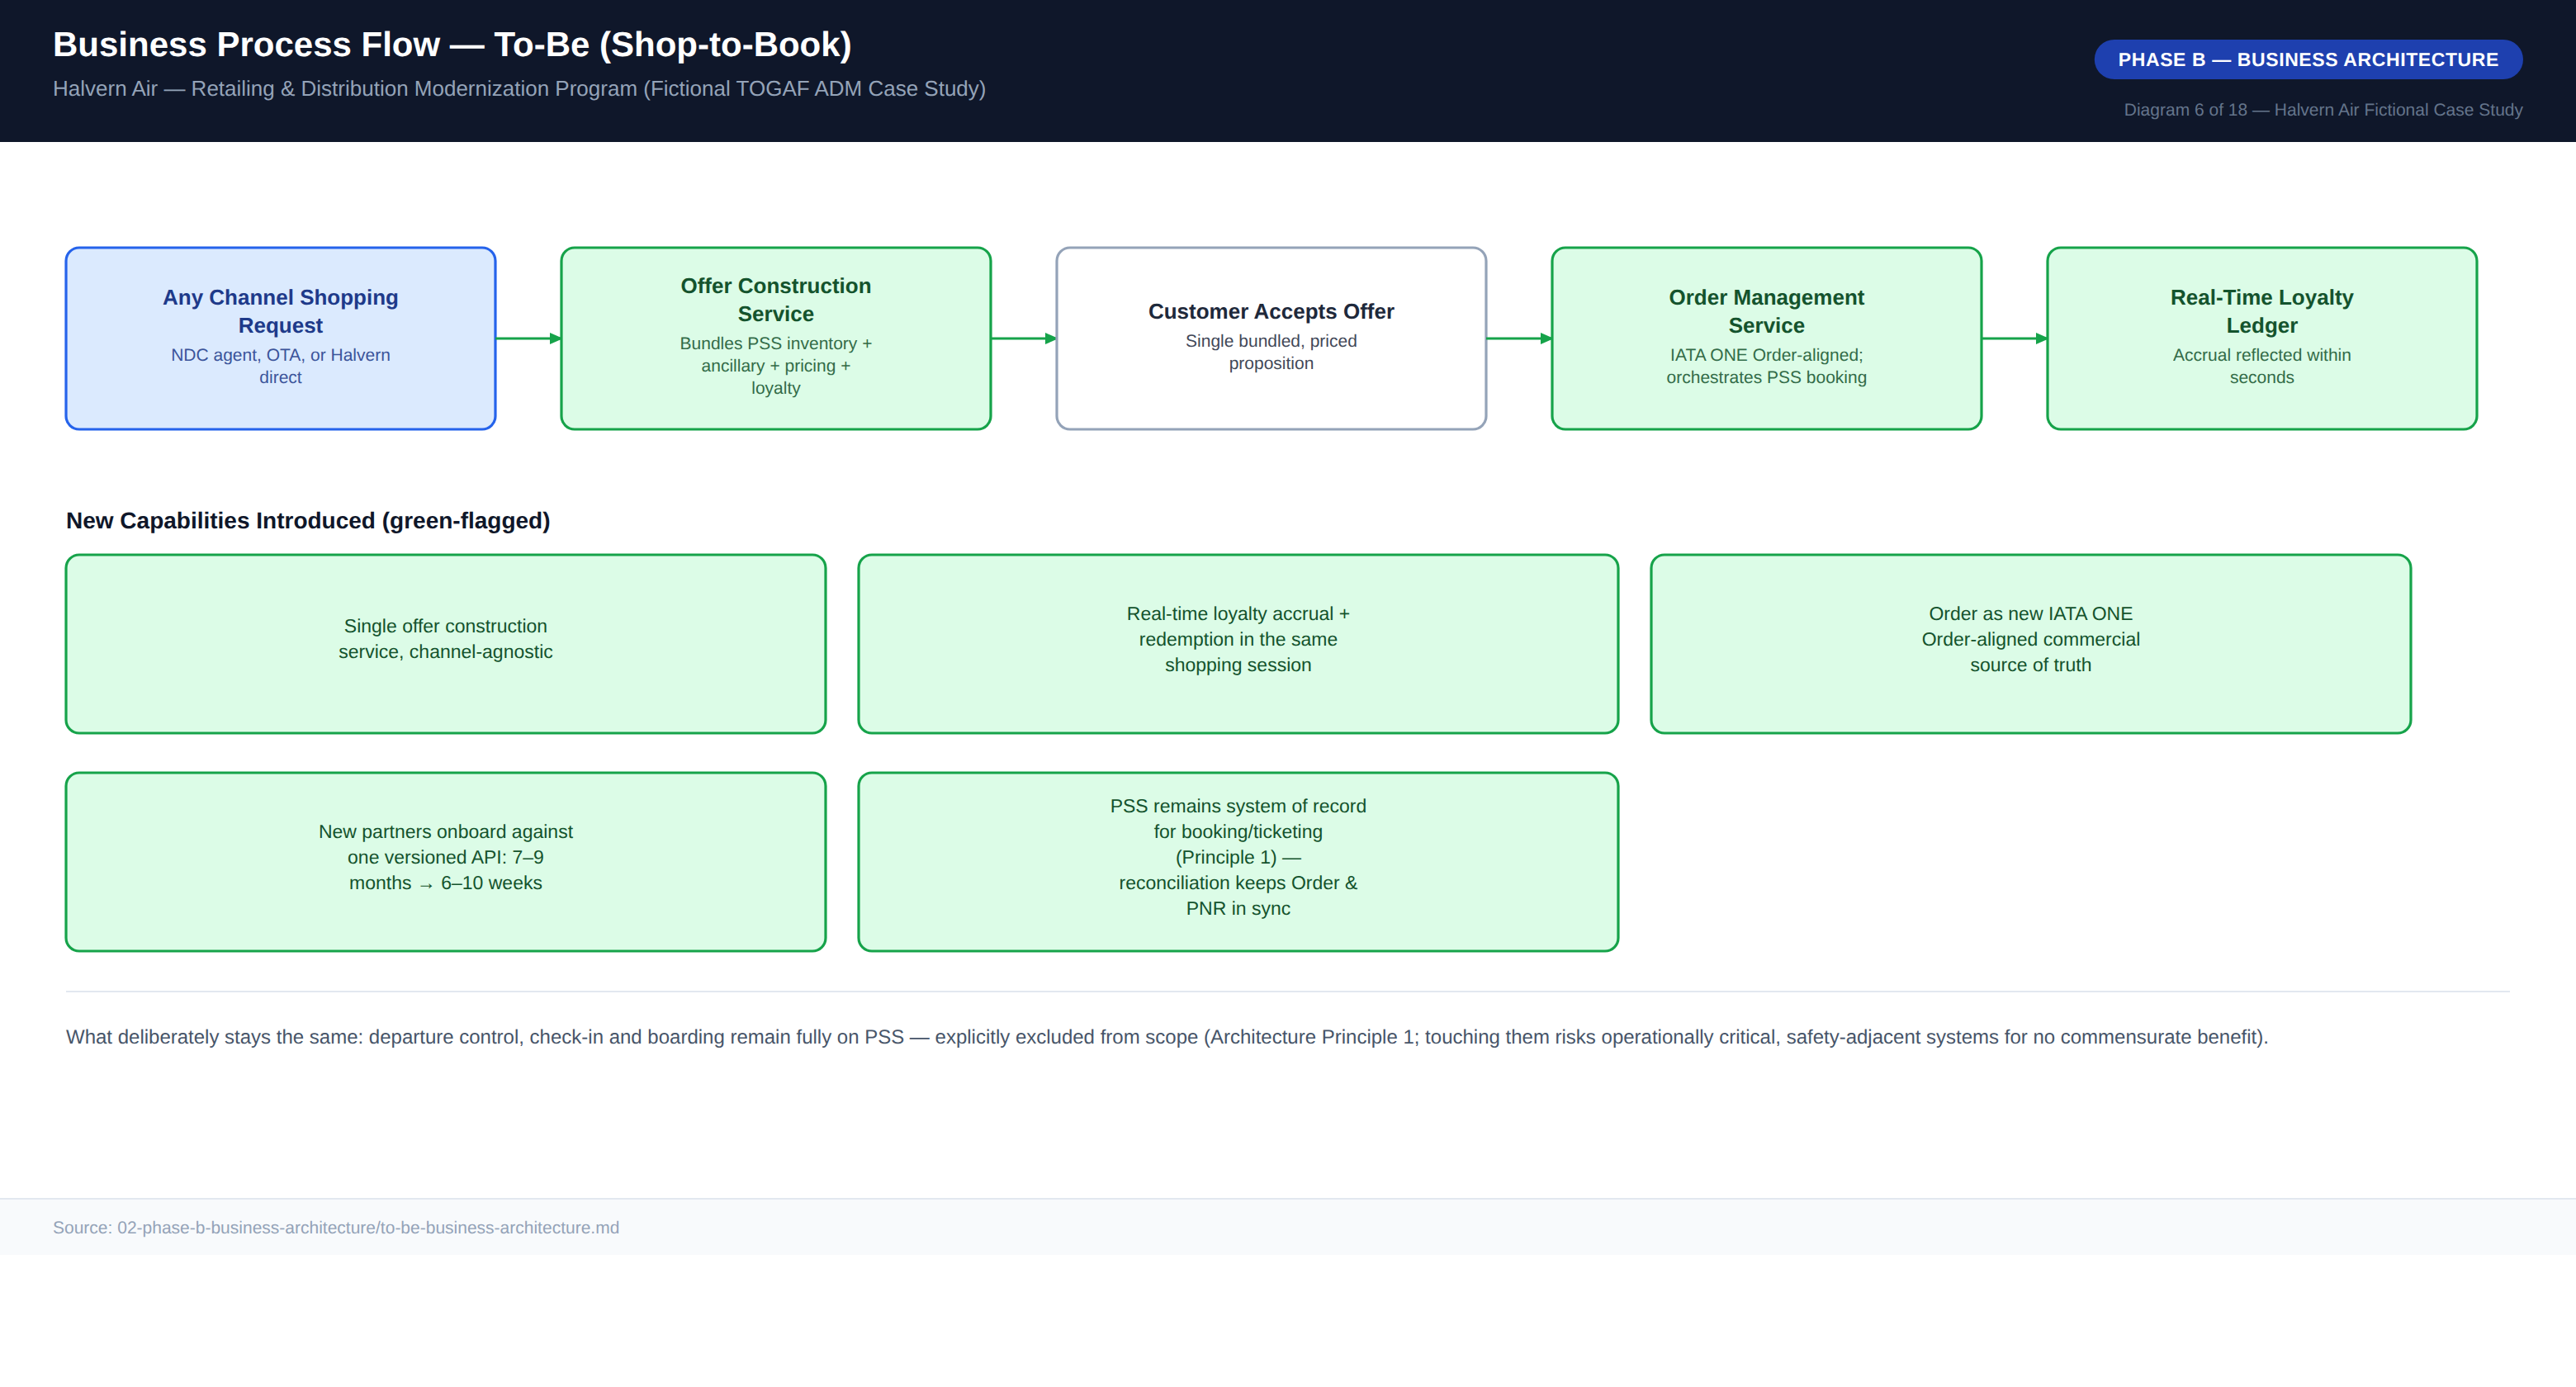 Business Process Flow — To-Be (Shop-to-Book)
Halvern Air — Retailing & Distribution Modernization Program (Fictional TOGAF ADM Case Study)
PHASE B — BUSINESS ARCHITECTURE
Diagram 6 of 18 — Halvern Air Fictional Case Study
Any Channel Shopping
Request
NDC agent, OTA, or Halvern
direct
Offer Construction
Service
Bundles PSS inventory +
ancillary + pricing +
loyalty
Customer Accepts Offer
Single bundled, priced
proposition
Order Management
Service
IATA ONE Order-aligned;
orchestrates PSS booking
Real-Time Loyalty
Ledger
Accrual reflected within
seconds
New Capabilities Introduced (green-flagged)
Single offer construction
service, channel-agnostic
Real-time loyalty accrual +
redemption in the same
shopping session
Order as new IATA ONE
Order-aligned commercial
source of truth
New partners onboard against
one versioned API: 7–9
months → 6–10 weeks
PSS remains system of record
for booking/ticketing
(Principle 1) —
reconciliation keeps Order &
PNR in sync
What deliberately stays the same: departure control, check-in and boarding remain fully on PSS — explicitly excluded from scope (Architecture Principle 1; touching them risks operationally critical, safety-adjacent systems for no commensurate benefit).
Source: 02-phase-b-business-architecture/to-be-business-architecture.md